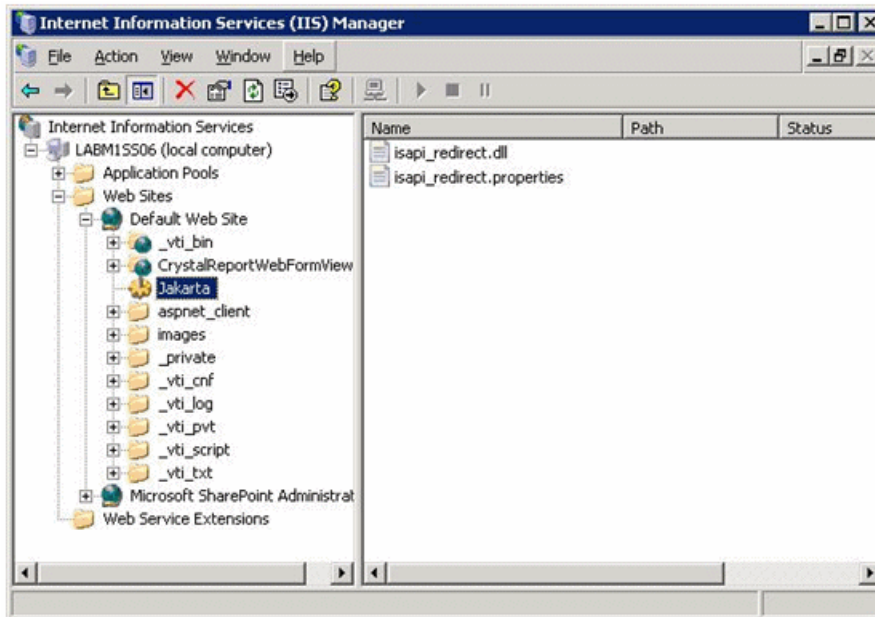 Internet Information Services (IIS) Manager
File Action View Window Help
Internet Information Services
LABM1SS06 (local computer)
Application Pools
Web Sites
Default Web Site
_vti_bin
CrystalReportWebFormView
Jakarta
aspnet_client
images
_private
_vti_cnf
_vti_log
_vti_pvt
_vti_script
_vti_txt
Microsoft SharePoint Administrat
Web Service Extensions
Name Path Status
isapi_redirect.dll
isapi_redirect.properties